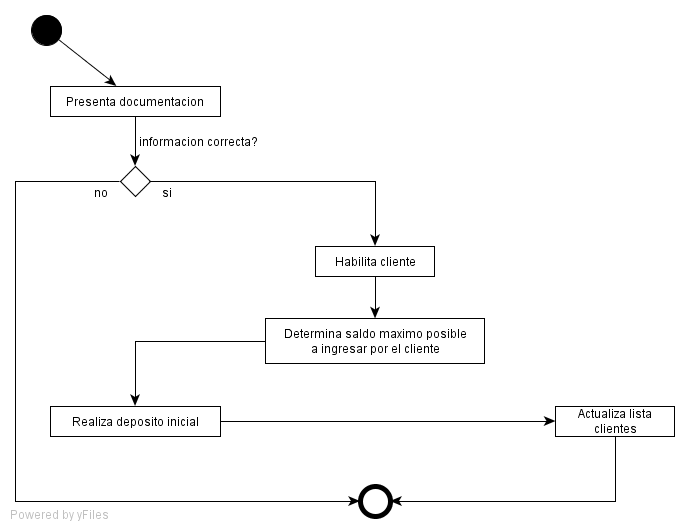 Presenta documentacion
informacion correcta?
no
si
Habilita cliente
Determina saldo maximo posible
a ingresar por el cliente
Realiza deposito inicial
Actualiza lista
clientes
Powered by yFiles